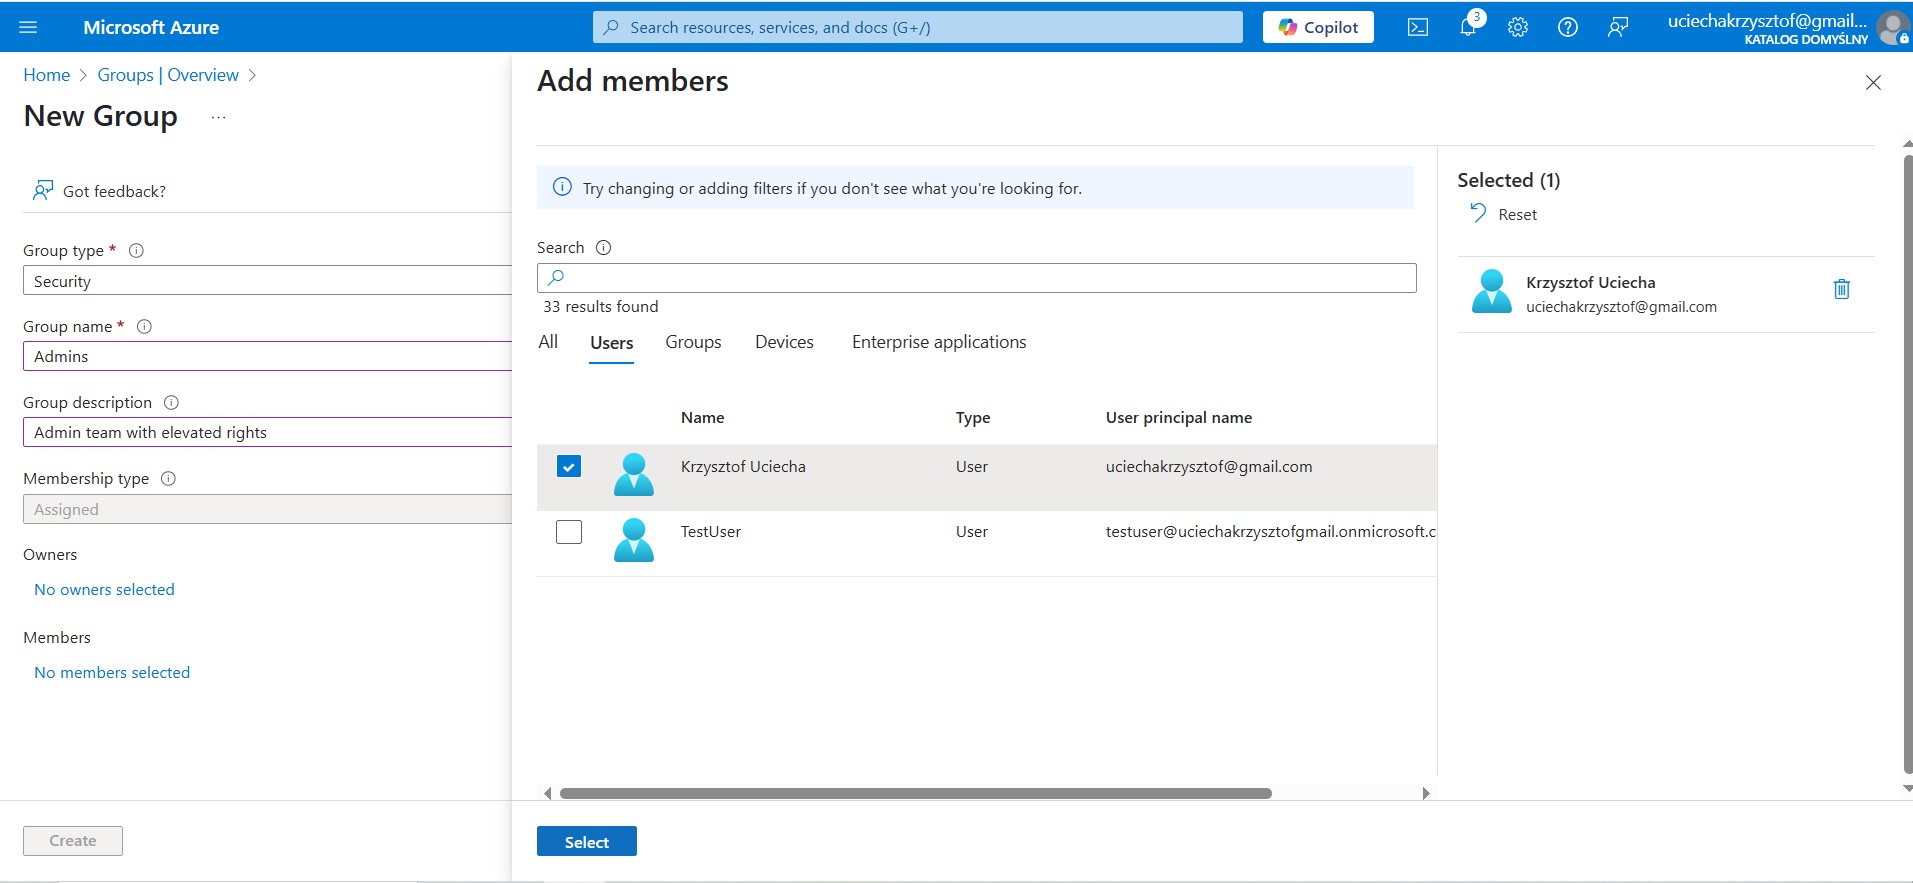 Microsoft Azure
Search resources, services, and docs (G+/)
Copilot
3
uciechakrzysztof@gmail...
KATALOG DOMYŚLNY
Home > Groups | Overview >
New Group ...
Got feedback?
Group type *
Security
Group name *
Admins
Group description
Admin team with elevated rights
Membership type
Assigned
Owners
No owners selected
Members
No members selected
Create
Add members
Try changing or adding filters if you don't see what you're looking for.
Search
33 results found
All Users Groups Devices Enterprise applications
Name Type User principal name
Krzysztof Uciecha User uciechakrzysztof@gmail.com
TestUser User testuser@uciechakrzysztofgmail.onmicrosoft.c
Select
Selected (1)
Reset
Krzysztof Uciecha
uciechakrzysztof@gmail.com